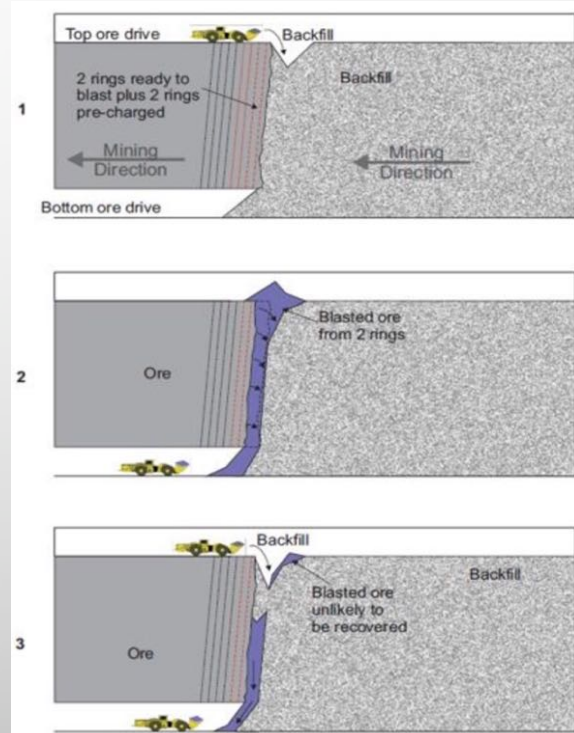 Top ore drive
Backfill
2 rings ready to
blast plus 2 rings
pre-charged
Backfill
1
Mining
Direction
Mining
Direction
Bottom ore drive
Blasted ore
from 2 rings
2
Ore
Backfill
Backfill
Blasted ore
unlikely to
be recovered
3
Ore